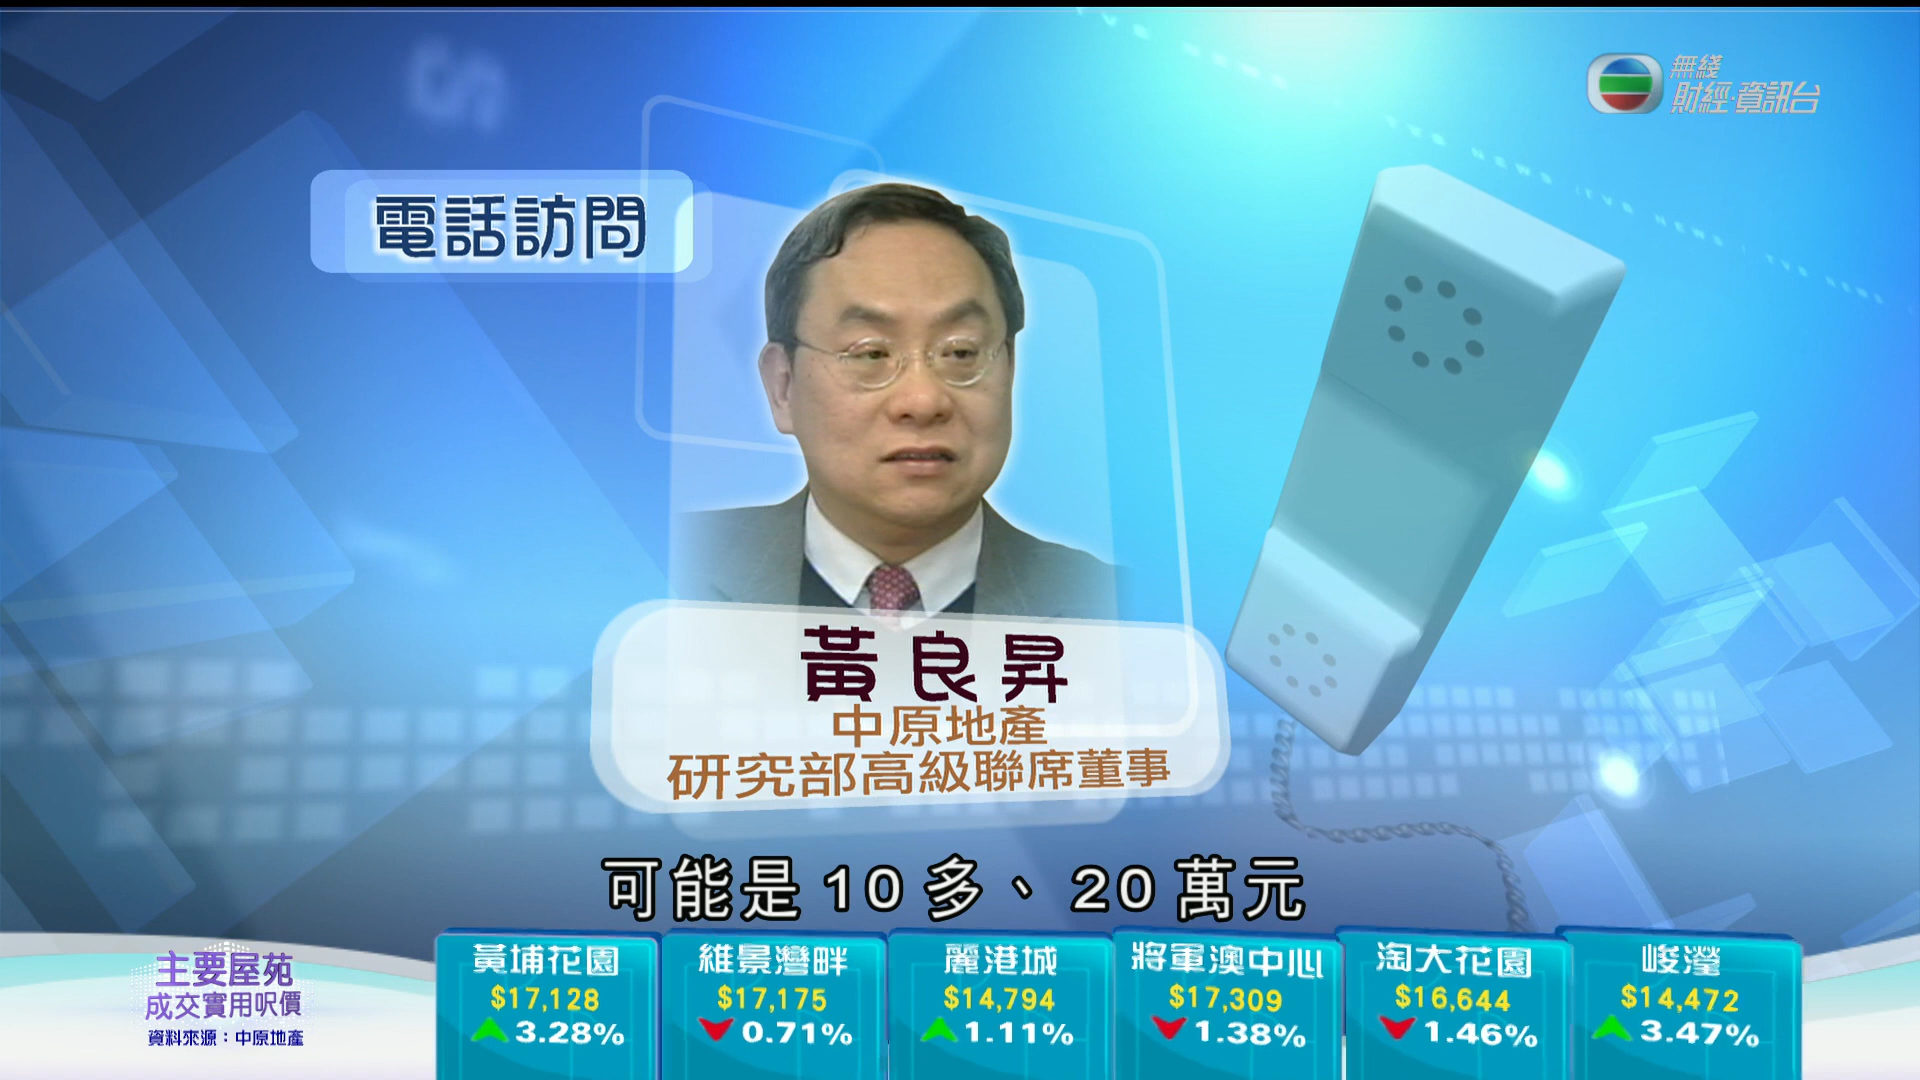 無綫
財經·資訊台
電話訪問
黃良昇
中原地產
研究部高級聯席董事
可能是10多、20萬元
主要屋苑
成交實用呎價
資料來源：中原地產
黃埔花園
$17,128
3.28%
維景灣畔
$17,175
0.71%
麗港城
$14,794
1.11%
將軍澳中心
$17,309
1.38%
淘大花園
$16,644
1.46%
峻瀅
$14,472
3.47%